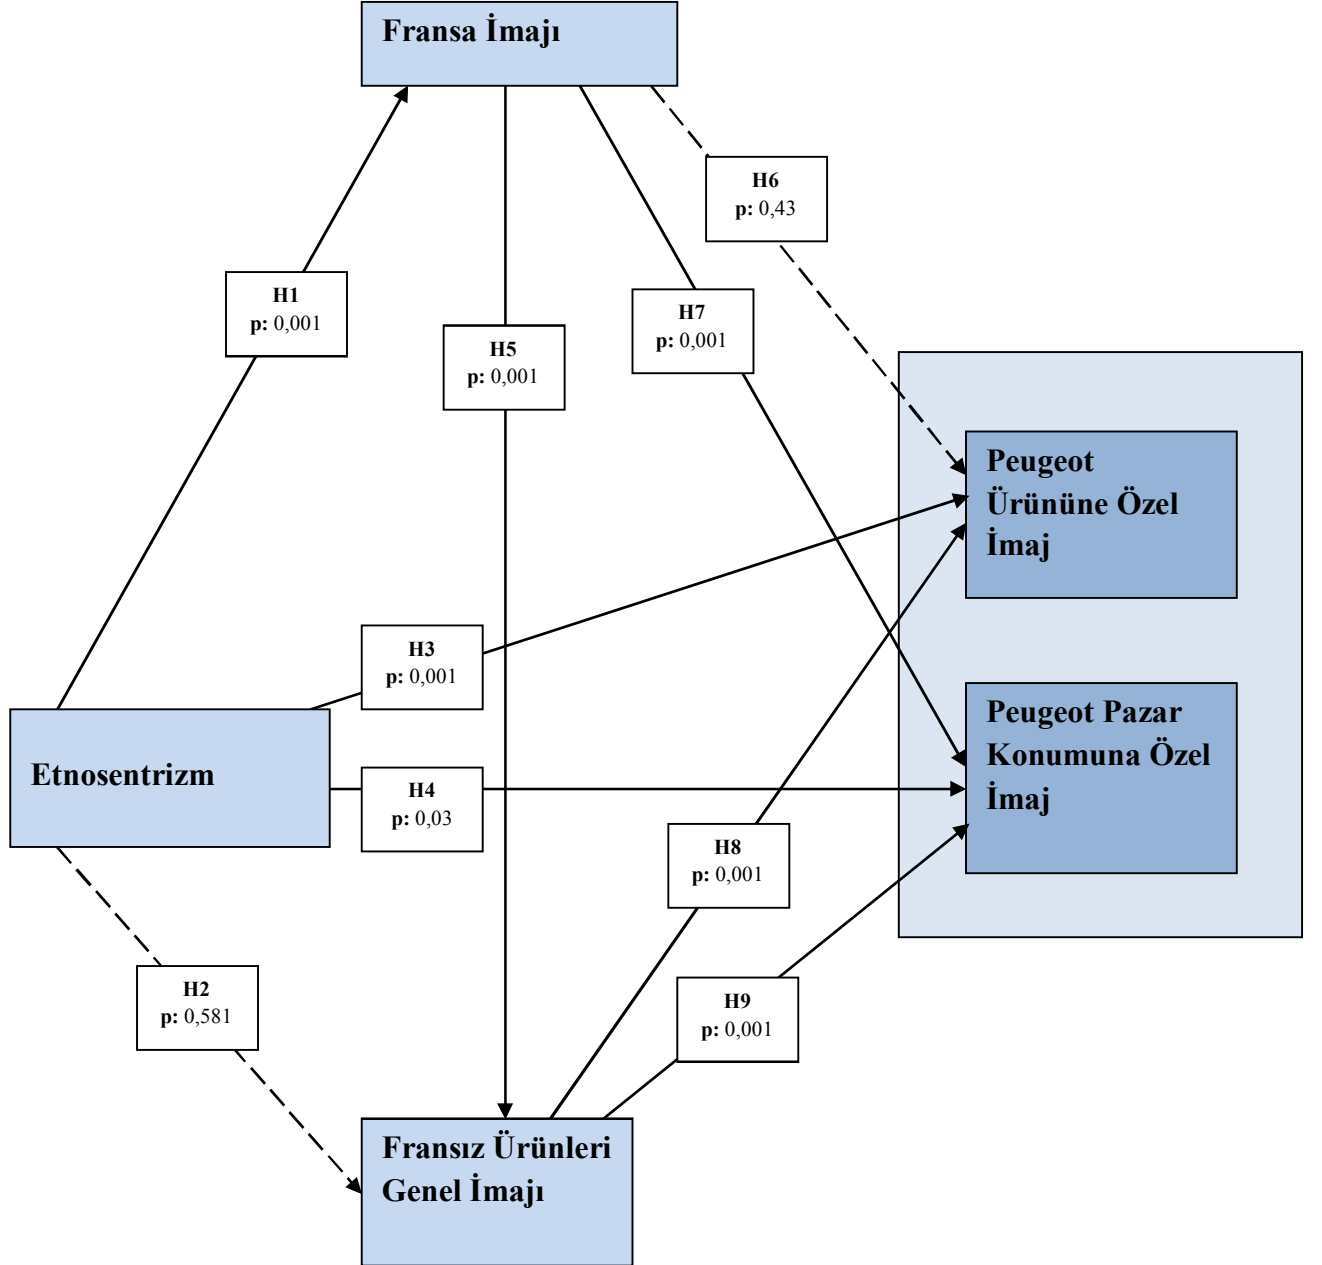 Fransa İmajı
H6
p: 0,43
H1
p: 0,001
H7
p: 0,001
H5
p: 0,001
Peugeot
Ürününe Özel
İmaj
H3
p: 0,001
Peugeot Pazar
Konumuna Özel
İmaj
Etnosentrizm
H4
p: 0,03
H8
p: 0,001
H2
p: 0,581
H9
p: 0,001
Fransız Ürünleri
Genel İmajı